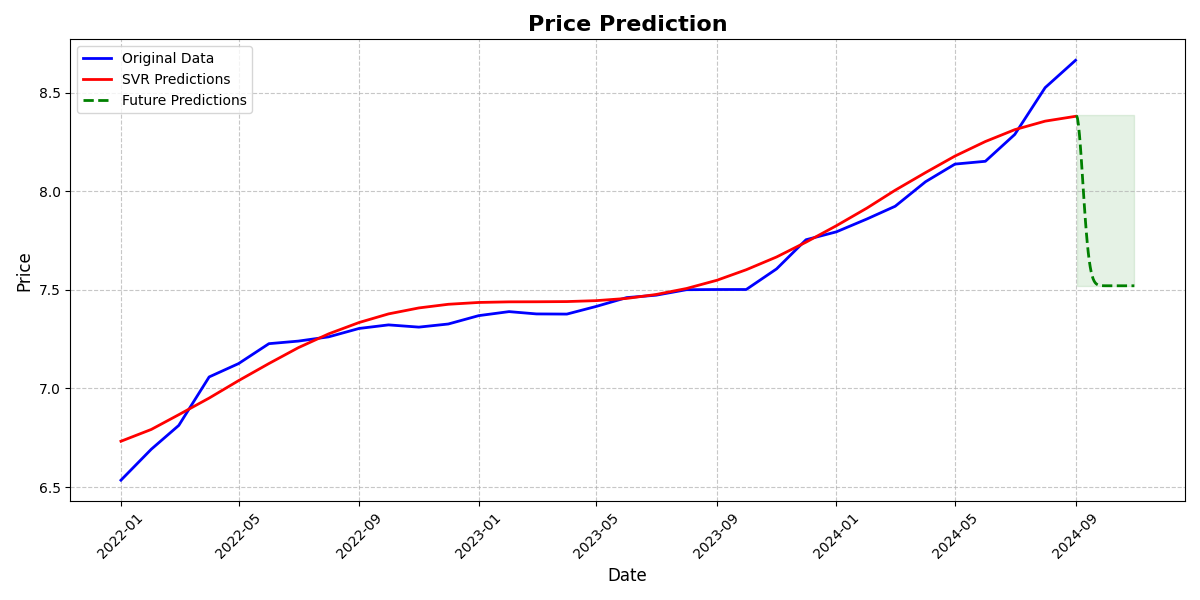 Price Prediction
Original Data
SVR Predictions
Future Predictions
Price
8.5
8.0
7.5
7.0
6.5
2022-01
2022-05
2022-09
2023-01
2023-05
2023-09
2024-01
2024-05
2024-09
Date